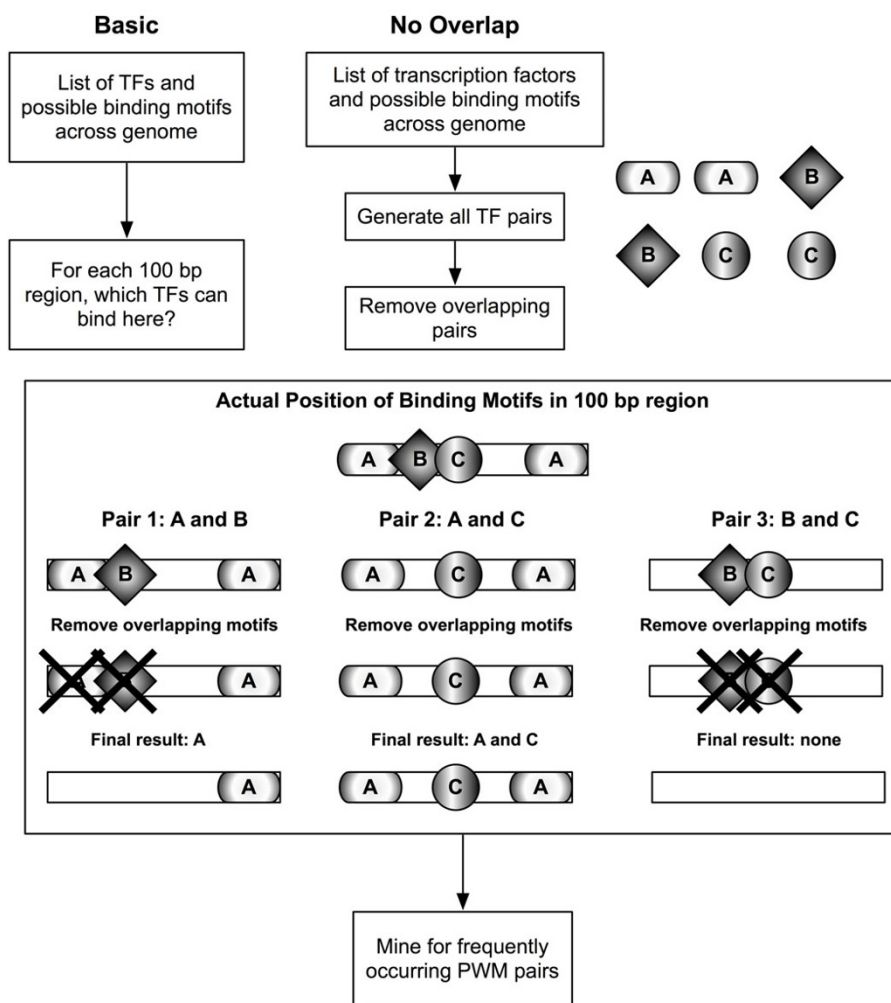 Basic
No Overlap
List of TFs and
possible binding motifs
across genome
List of transcription factors
and possible binding motifs
across genome
A
A
B
Generate all TF pairs
B
C
C
For each 100 bp
region, which TFs can
bind here?
Remove overlapping
pairs
Actual Position of Binding Motifs in 100 bp region
A
B
C
A
Pair 1: A and B
Pair 2: A and C
Pair 3: B and C
A
B
A
A
C
A
B
C
Remove overlapping motifs
Remove overlapping motifs
Remove overlapping motifs
A
A
C
A
Final result: A
Final result: A and C
Final result: none
A
A
C
A
Mine for frequently
occurring PWM pairs